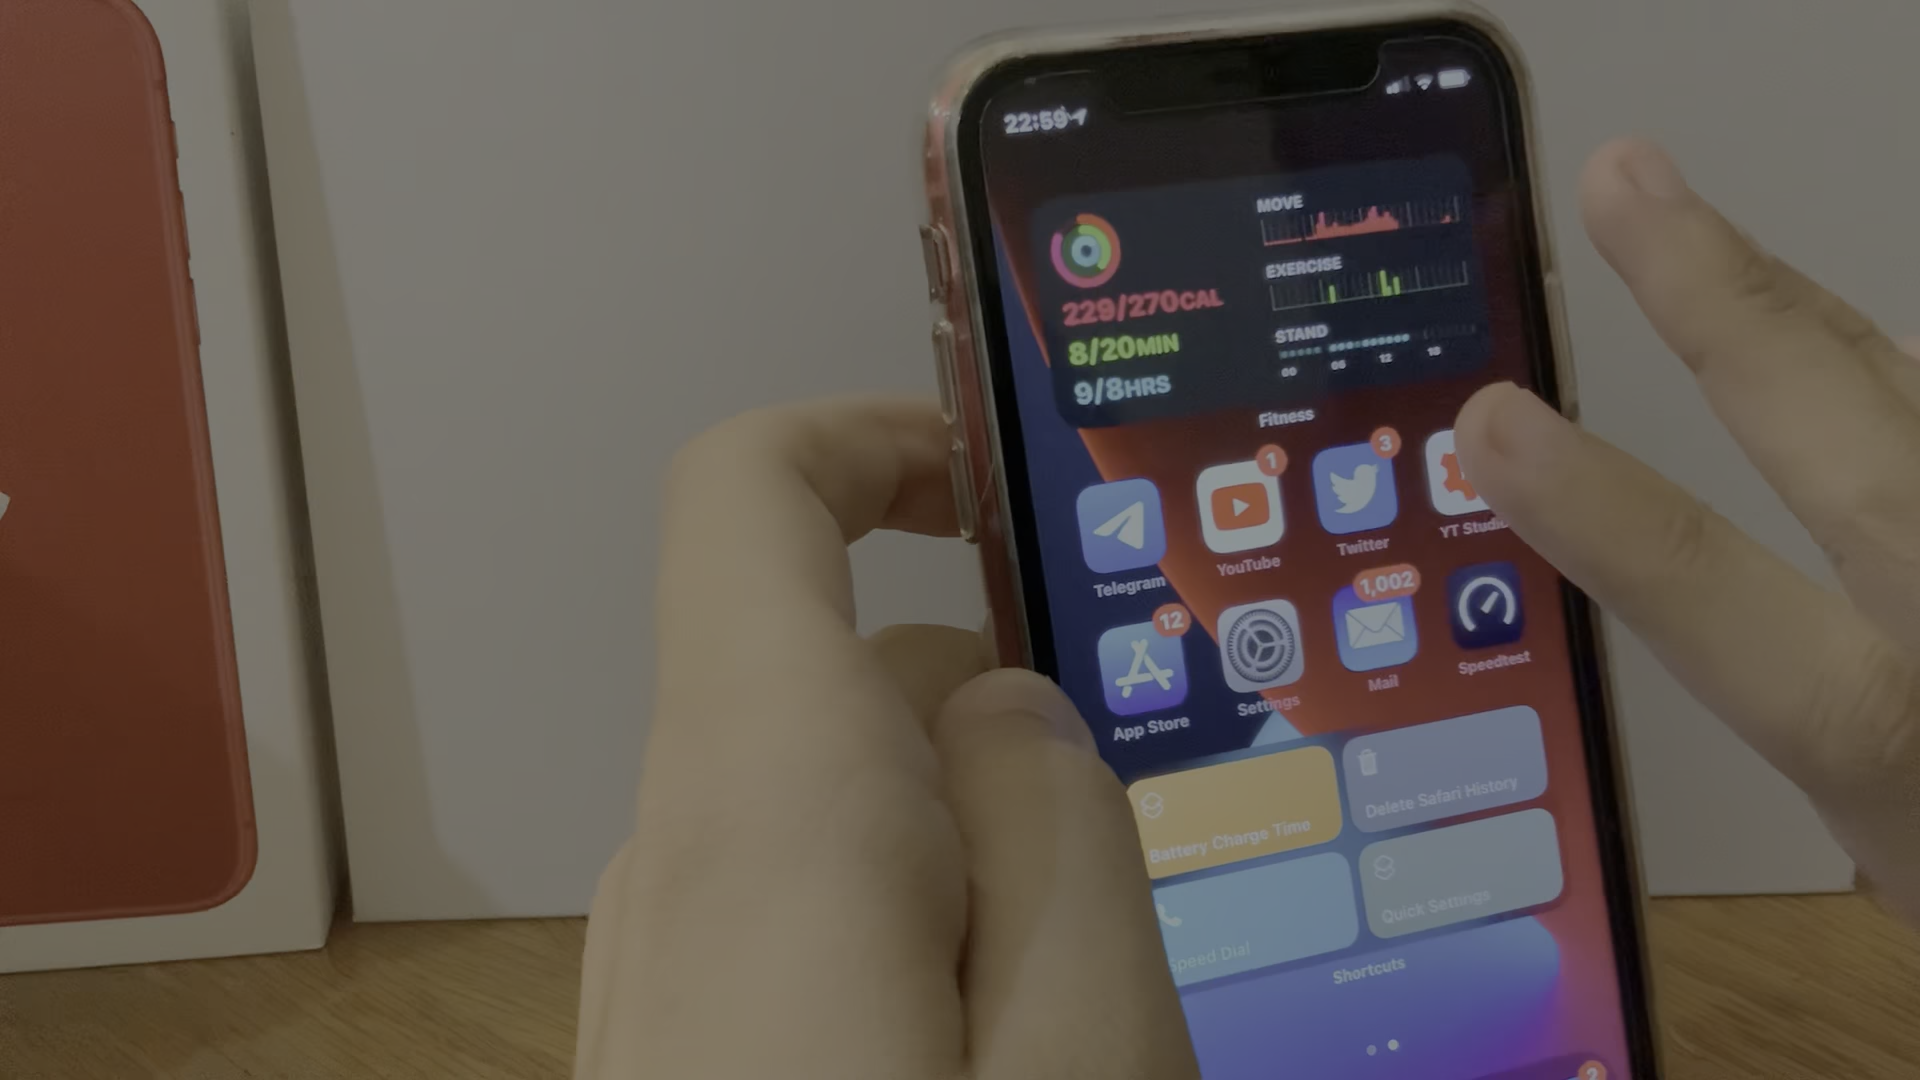 22:59
MOVE
229/270CAL
EXERCISE
8/20MIN
STAND
9/8HRS
00 06 12 18
Fitness
1
3
Telegram
YouTube
Twitter
YT Studio
12
1,002
App Store
Settings
Mail
Speedtest
Battery Charge Time
Delete Safari History
Speed Dial
Quick Settings
Shortcuts
2